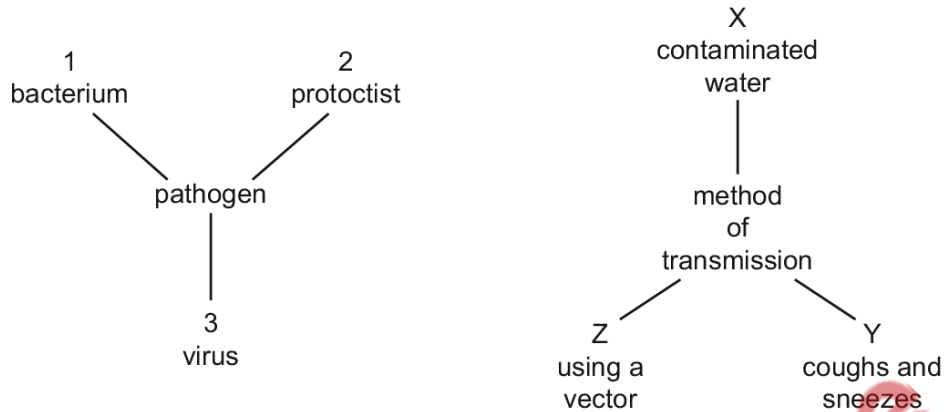 1
bacterium
2
protoctist
pathogen
3
virus
X
contaminated
water
method
of
transmission
Z
using a
vector
Y
coughs and
sneezes